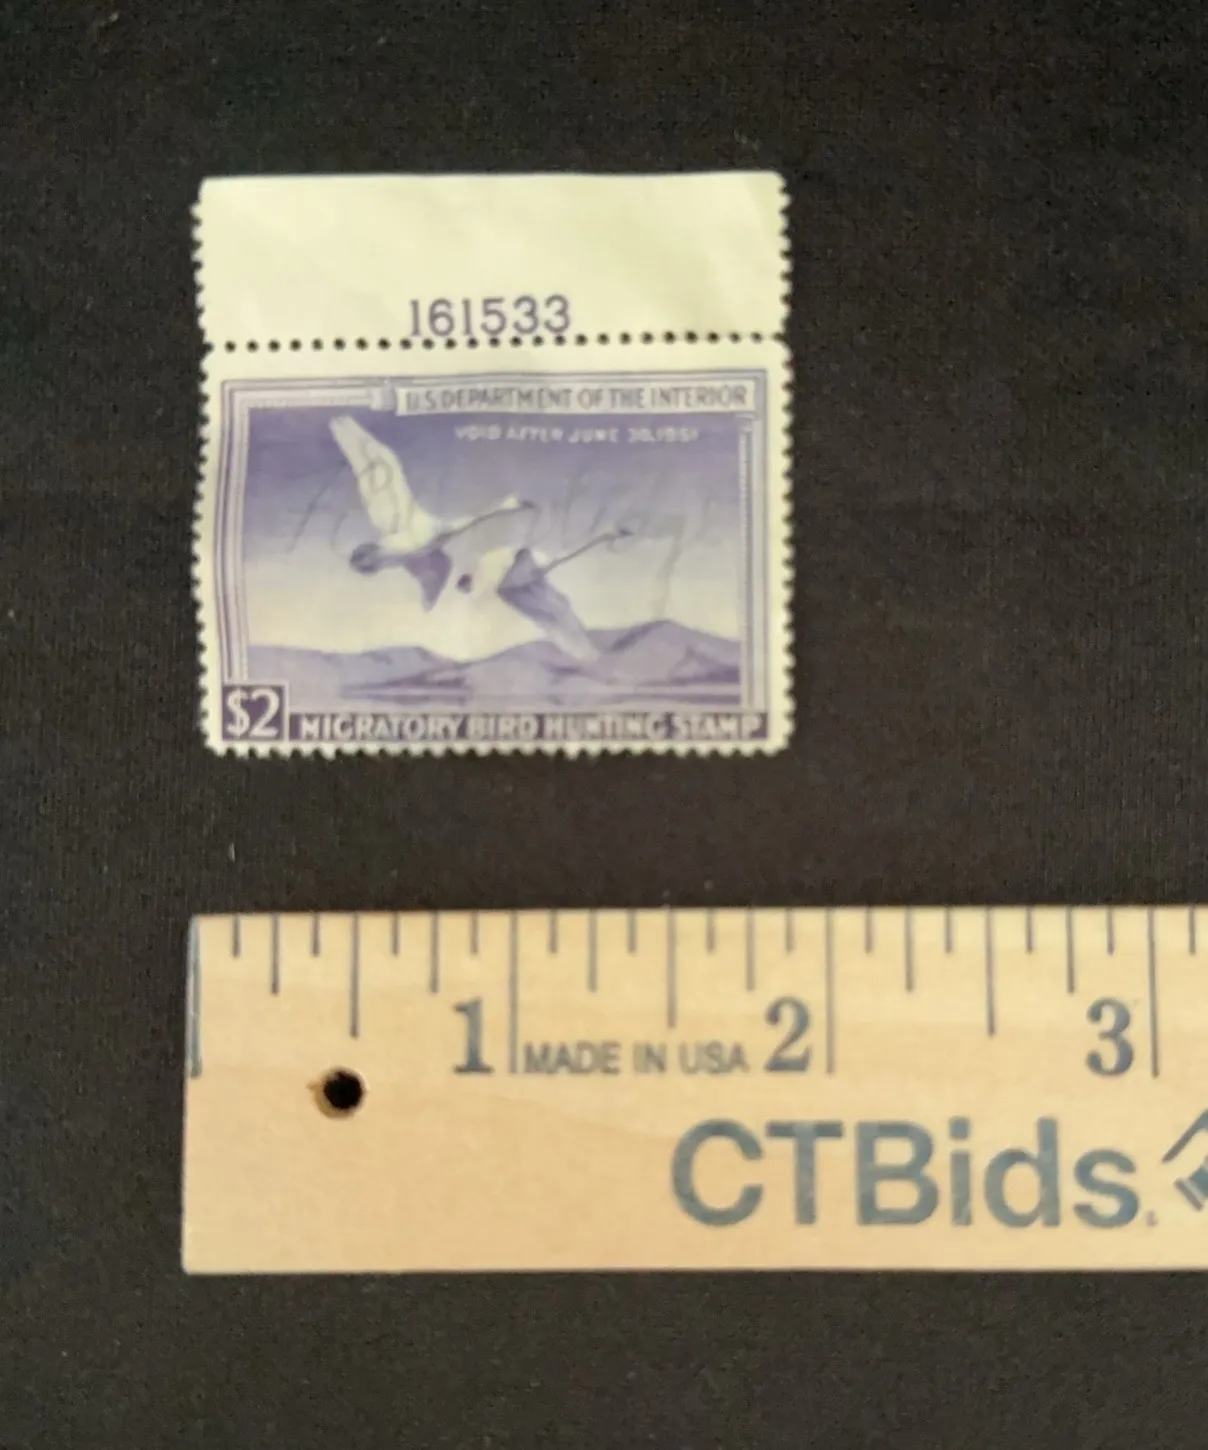 161533
U.S DEPARTMENT OF THE INTERIOR
VOID AFTER JUNE 30, 1951
$2 MIGRATORY BIRD HUNTING STAMP
1 MADE IN USA 2 3
CTBids.